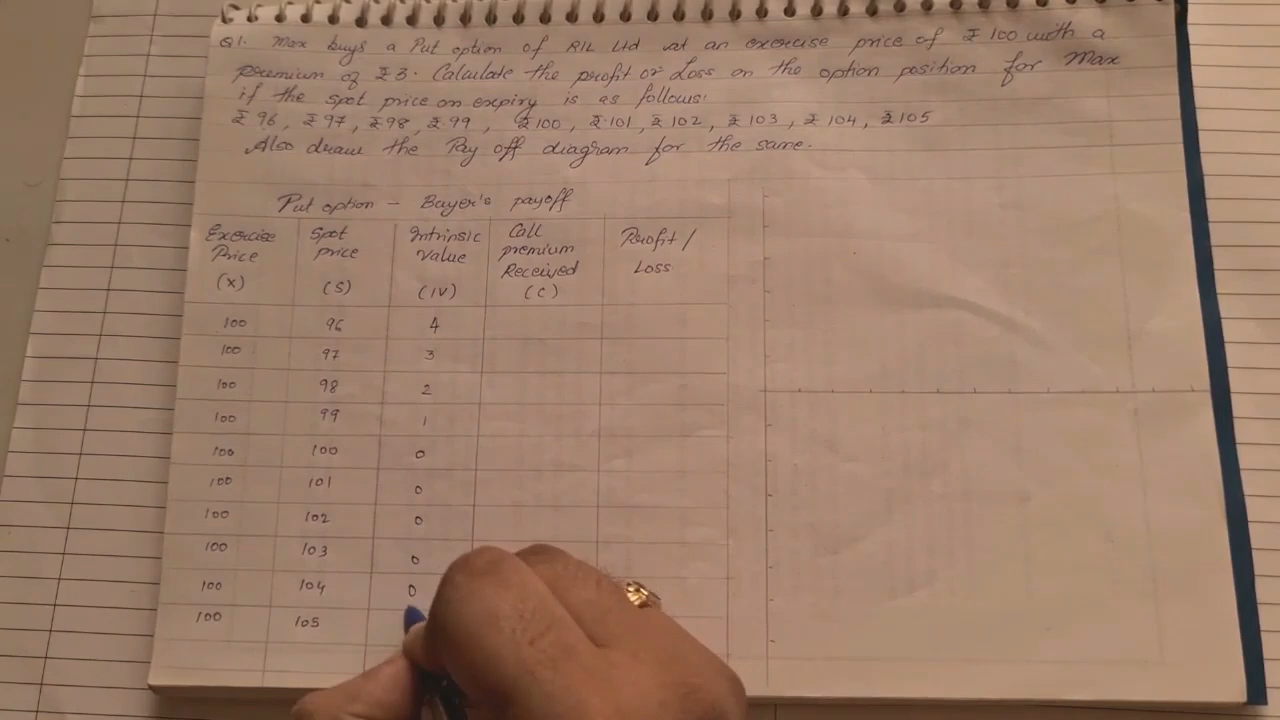 Q1. Max buys a Put option of RIL Ltd at an exercise price of ₹100 with a
premium of ₹3. Calculate the profit or Loss on the option position for Max
if the spot price on expiry is as follows:
₹96, ₹97, ₹98, ₹99, ₹100, ₹101, ₹102, ₹103, ₹104, ₹105
Also draw the Pay off diagram for the same.
Put option - Buyer's payoff
Exercise Price (X) Spot price (S) Intrinsic Value (IV) Call premium Received (C) Profit / Loss
100 96 4
100 97 3
100 98 2
100 99 1
100 100 0
100 101 0
100 102 0
100 103 0
100 104 0
100 105